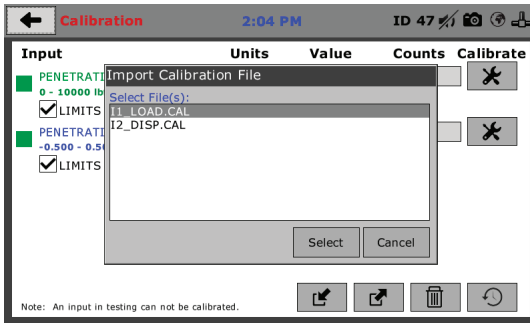 Calibration 2:04 PM ID 47
Input Units Value Counts Calibrate
PENETRATI
0 - 10000 lb
LIMITS
PENETRATI
-0.500 - 0.50
LIMITS
Import Calibration File
Select File(s):
I1_LOAD.CAL
I2_DISP.CAL
Select Cancel
Note: An input in testing can not be calibrated.